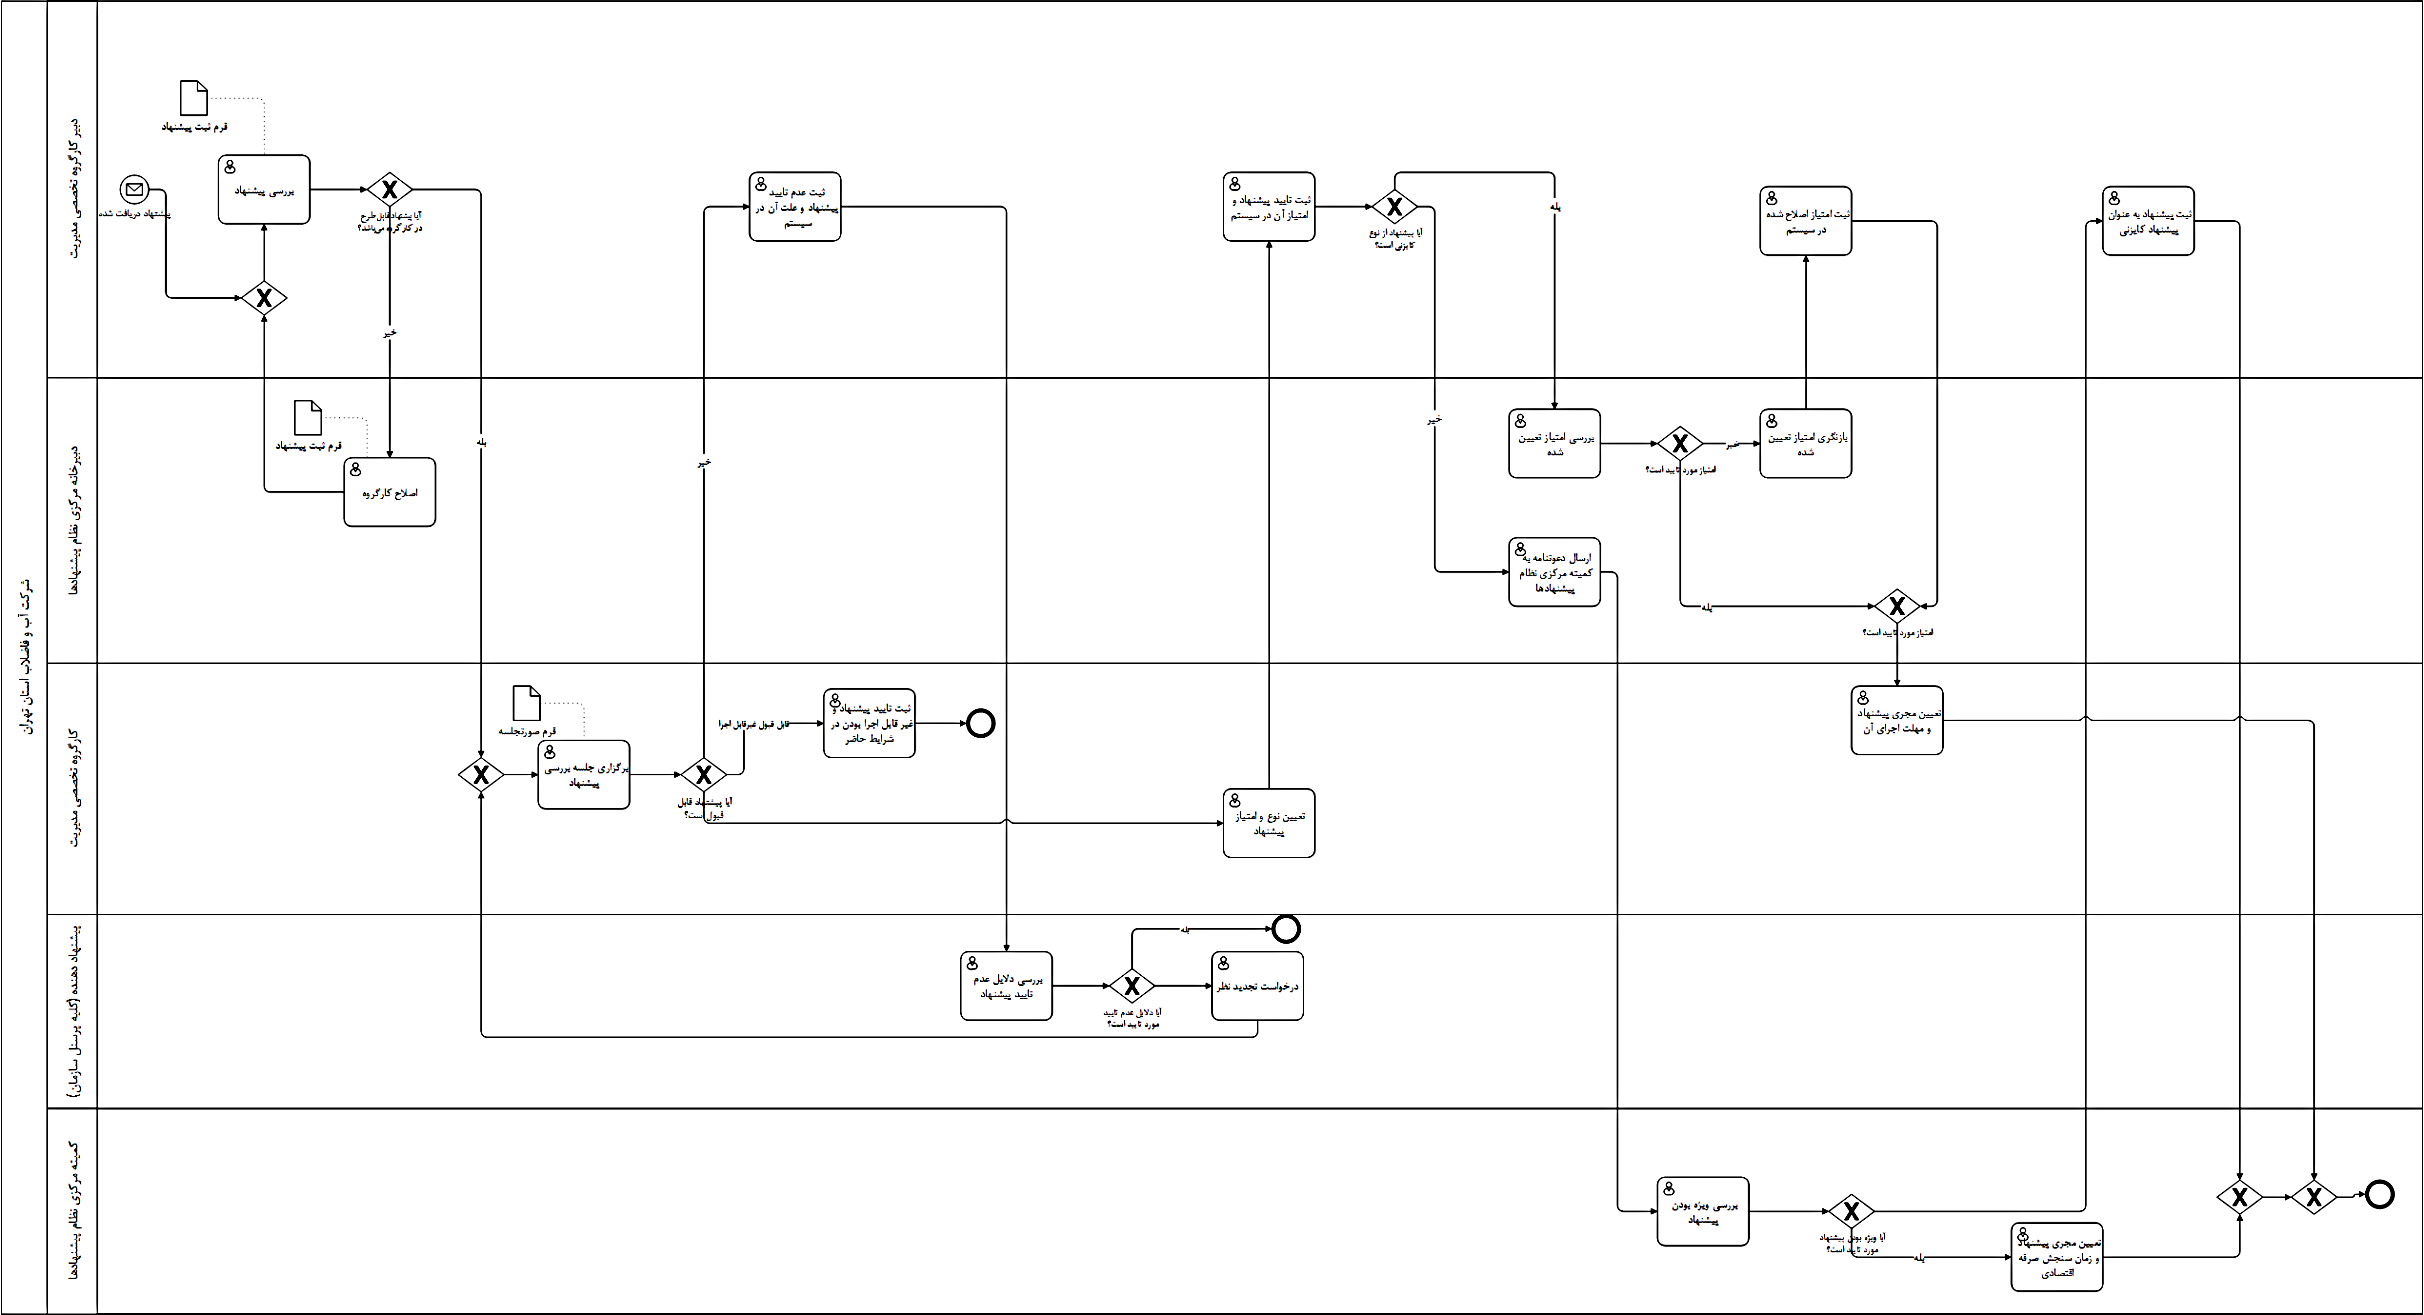 شرکت آب و فاضلاب استان تهران
دبیر کارگروه تخصصی مدیریت
فرم ثبت پیشنهاد
پیشنهاد دریافت شده
بررسی پیشنهاد
آیا پیشنهاد قابل طرح
در کارگروه می‌باشد؟
خیر
بله
ثبت عدم تایید
پیشنهاد و علت آن در
سیستم
ثبت تایید پیشنهاد و
امتیاز آن در سیستم
آیا پیشنهاد از نوع
کایزنی است؟
بله
خیر
ثبت امتیاز اصلاح شده
در سیستم
ثبت پیشنهاد به عنوان
پیشنهاد کایزنی
دبیرخانه مرکزی نظام پیشنهادها
فرم ثبت پیشنهاد
اصلاح کارگروه
خیر
بررسی امتیاز تعیین
شده
امتیاز مورد تایید است؟
خیر
بازنگری امتیاز تعیین
شده
ارسال دعوتنامه به
کمیته مرکزی نظام
پیشنهادها
بله
امتیاز مورد تایید است؟
کارگروه تخصصی مدیریت
فرم صورتجلسه
برگزاری جلسه بررسی
پیشنهاد
آیا پیشنهاد قابل
قبول است؟
قابل قبول غیرقابل اجرا
ثبت تایید پیشنهاد و
غیر قابل اجرا بودن در
شرایط حاضر
تعیین نوع و امتیاز
پیشنهاد
تعیین مجری پیشنهاد
و مهلت اجرای آن
پیشنهاد دهنده (کلیه پرسنل سازمان)
بررسی دلایل عدم
تایید پیشنهاد
آیا دلایل عدم تایید
مورد تایید است؟
بله
درخواست تجدید نظر
کمیته مرکزی نظام پیشنهادها
بررسی ویژه بودن
پیشنهاد
آیا ویژه بودن پیشنهاد
مورد تایید است؟
بله
تعیین مجری پیشنهاد
و زمان سنجش صرفه
اقتصادی